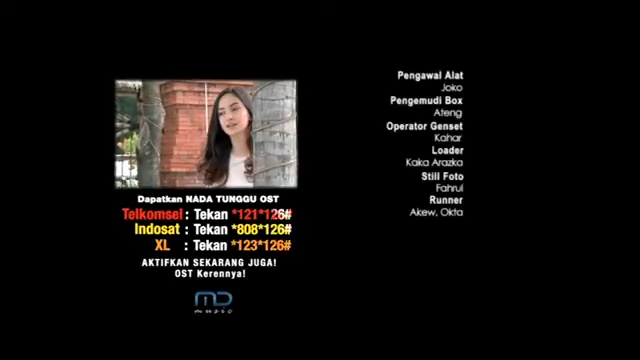 Dapatkan NADA TUNGGU OST
Telkomsel : Tekan *121*126#
Indosat : Tekan *808*126#
XL : Tekan *123*126#
AKTIFKAN SEKARANG JUGA!
OST Kerennya!
MD
music
Pengawal Alat
Joko
Pengemudi Box
Ateng
Operator Genset
Kahar
Loader
Kaka Arazka
Still Foto
Fahrul
Runner
Akew, Okta